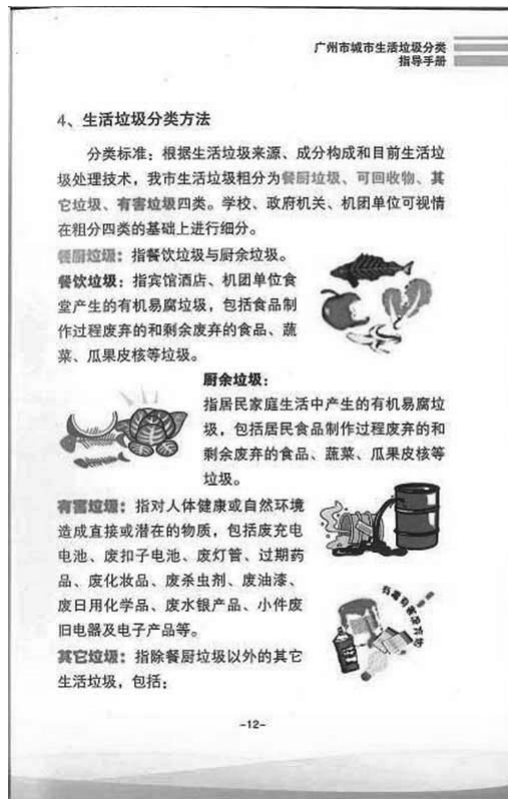 广州市城市生活垃圾分类
指导手册
4、生活垃圾分类方法
分类标准：根据生活垃圾来源、成分构成和目前生活垃
圾处理技术，我市生活垃圾粗分为餐厨垃圾、可回收物、其
它垃圾、有害垃圾四类。学校、政府机关、机团单位可视情
在粗分四类的基础上进行细分。
餐厨垃圾：指餐饮垃圾与厨余垃圾。
餐饮垃圾：指宾馆酒店、机团单位食
堂产生的有机易腐垃圾，包括食品制
作过程废弃的和剩余废弃的食品、蔬
菜、瓜果皮核等垃圾。
厨余垃圾：
指居民家庭生活中产生的有机易腐垃
圾，包括居民食品制作过程废弃的和
剩余废弃的食品、蔬菜、瓜果皮核等
垃圾。
有害垃圾：指对人体健康或自然环境
造成直接或潜在的物质，包括废充电
电池、废扣子电池、废灯管、过期药
品、废化妆品、废杀虫剂、废油漆、
废日用化学品、废水银产品、小件废
旧电器及电子产品等。
其它垃圾：指除餐厨垃圾以外的其它
生活垃圾，包括：
-12-